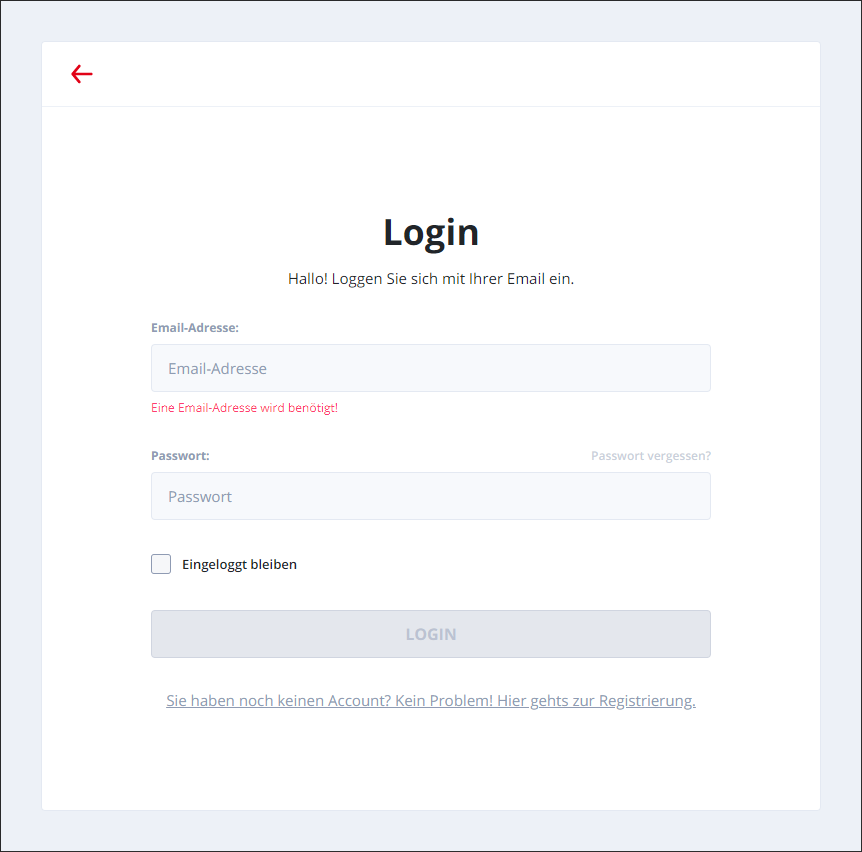 Login
Hallo! Loggen Sie sich mit Ihrer Email ein.
Email-Adresse:
Email-Adresse
Eine Email-Adresse wird benötigt!
Passwort: Passwort vergessen?
Passwort
Eingeloggt bleiben
LOGIN
Sie haben noch keinen Account? Kein Problem! Hier gehts zur Registrierung.